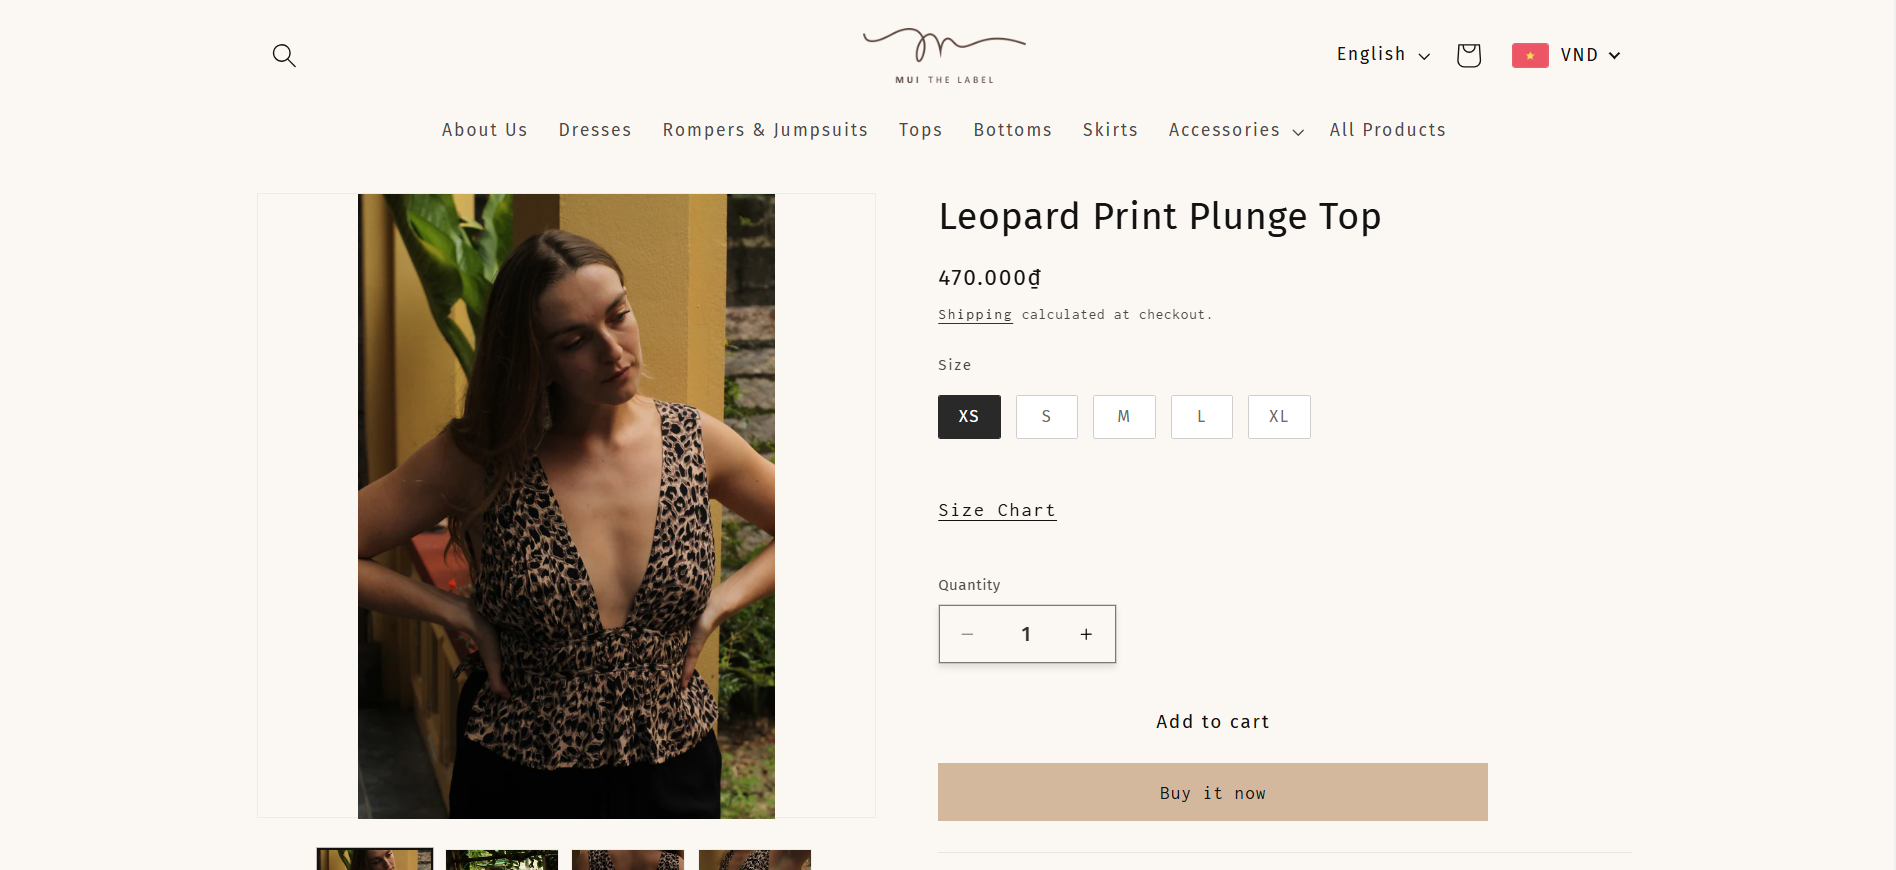 English
VND
MUI THE LABEL
About Us Dresses Rompers & Jumpsuits Tops Bottoms Skirts Accessories All Products
Leopard Print Plunge Top
470.000₫
Shipping calculated at checkout.
Size
XS S M L XL
Size Chart
Quantity
− 1 +
Add to cart
Buy it now